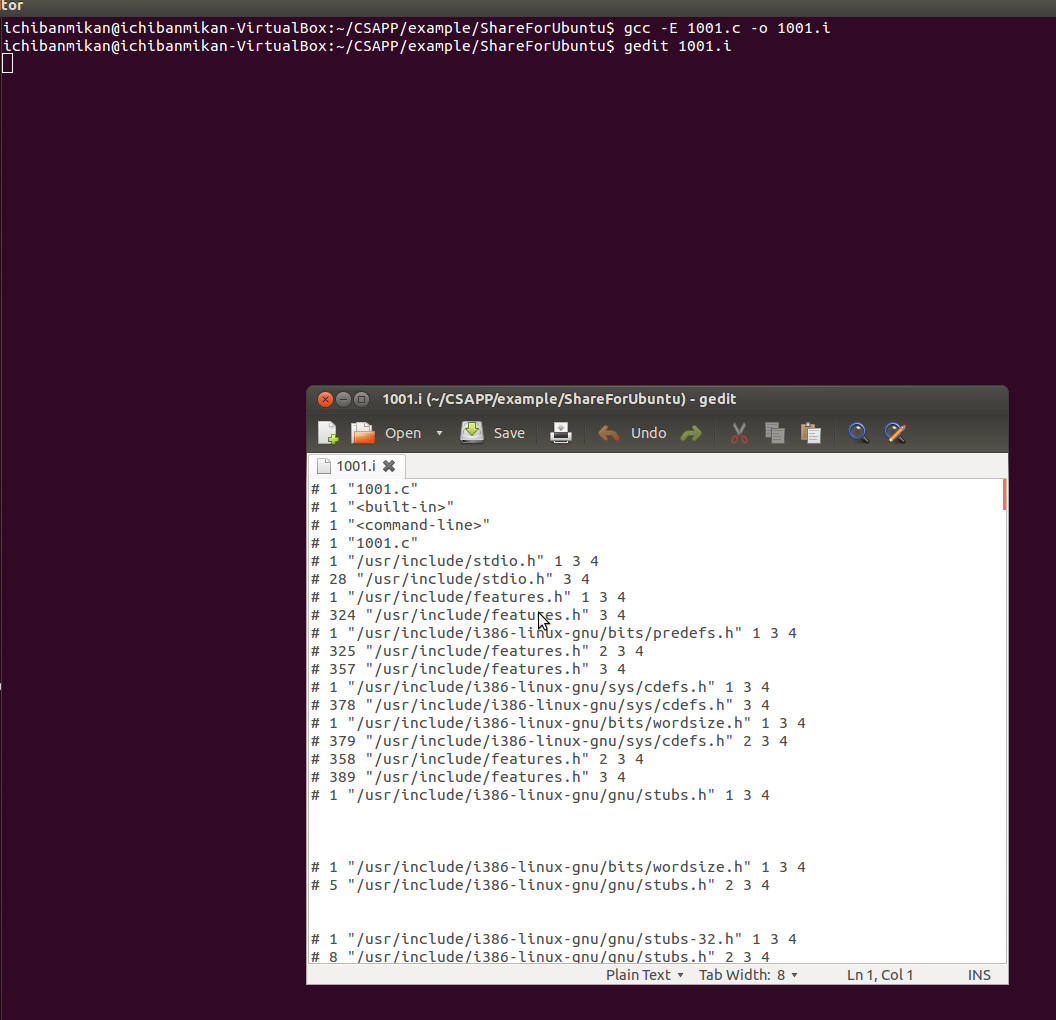 tor
ichibanmikan@ichibanmikan-VirtualBox:~/CSAPP/example/ShareForUbuntu$ gcc -E 1001.c -o 1001.i
ichibanmikan@ichibanmikan-VirtualBox:~/CSAPP/example/ShareForUbuntu$ gedit 1001.i
1001.i (~/CSAPP/example/ShareForUbuntu) - gedit
Open Save Undo
1001.i
# 1 "1001.c"
# 1 "<built-in>"
# 1 "<command-line>"
# 1 "1001.c"
# 1 "/usr/include/stdio.h" 1 3 4
# 28 "/usr/include/stdio.h" 3 4
# 1 "/usr/include/features.h" 1 3 4
# 324 "/usr/include/features.h" 3 4
# 1 "/usr/include/i386-linux-gnu/bits/predefs.h" 1 3 4
# 325 "/usr/include/features.h" 2 3 4
# 357 "/usr/include/features.h" 3 4
# 1 "/usr/include/i386-linux-gnu/sys/cdefs.h" 1 3 4
# 378 "/usr/include/i386-linux-gnu/sys/cdefs.h" 3 4
# 1 "/usr/include/i386-linux-gnu/bits/wordsize.h" 1 3 4
# 379 "/usr/include/i386-linux-gnu/sys/cdefs.h" 2 3 4
# 358 "/usr/include/features.h" 2 3 4
# 389 "/usr/include/features.h" 3 4
# 1 "/usr/include/i386-linux-gnu/gnu/stubs.h" 1 3 4
# 1 "/usr/include/i386-linux-gnu/bits/wordsize.h" 1 3 4
# 5 "/usr/include/i386-linux-gnu/gnu/stubs.h" 2 3 4
# 1 "/usr/include/i386-linux-gnu/gnu/stubs-32.h" 1 3 4
# 8 "/usr/include/i386-linux-gnu/gnu/stubs.h" 2 3 4
Plain Text Tab Width: 8 Ln 1, Col 1 INS